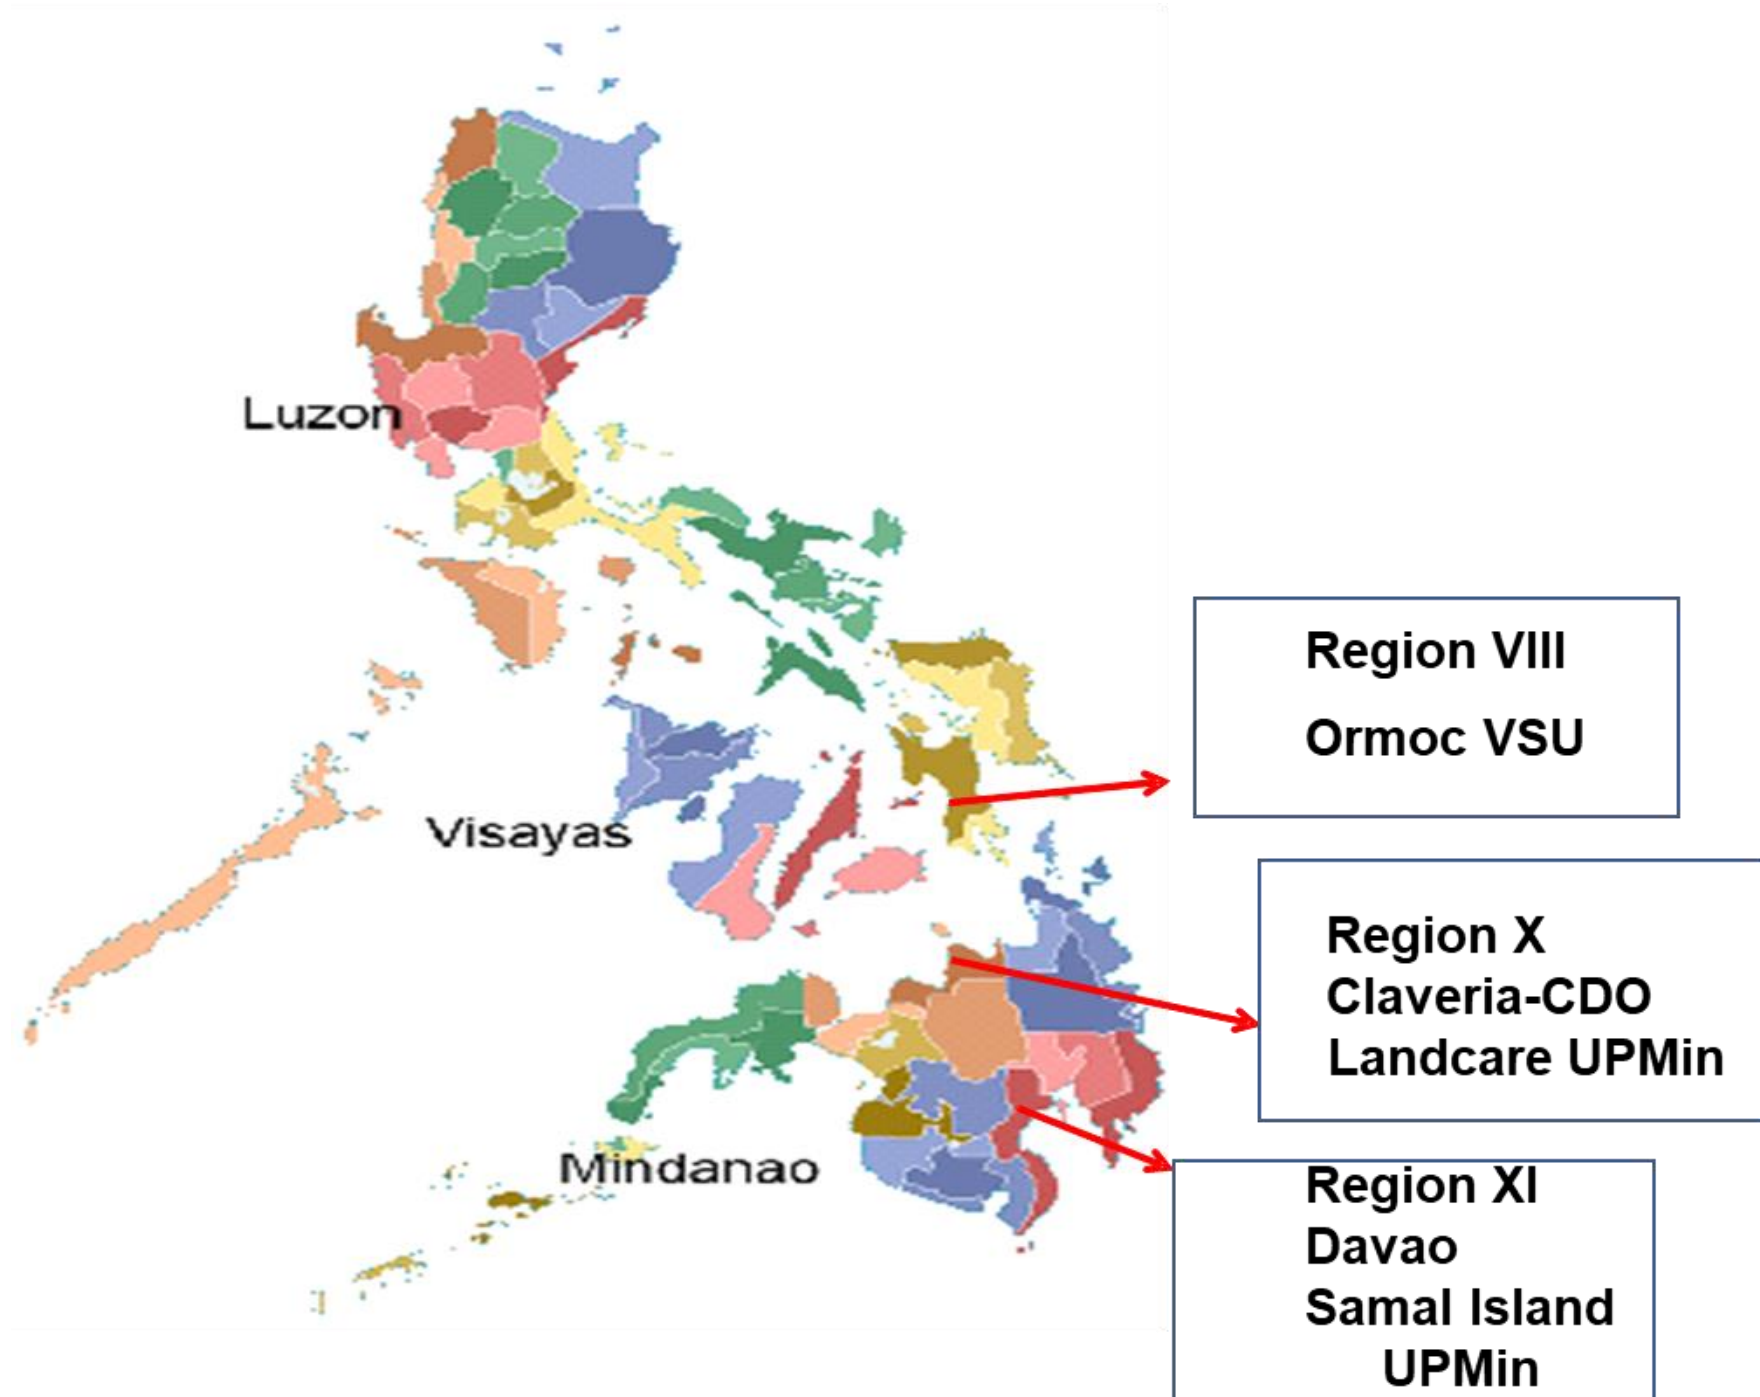 Luzon
Visayas
Mindanao
Region VIII
Ormoc VSU
Region X
Claveria-CDO
Landcare UPMin
Region XI
Davao
Samal Island
UPMin